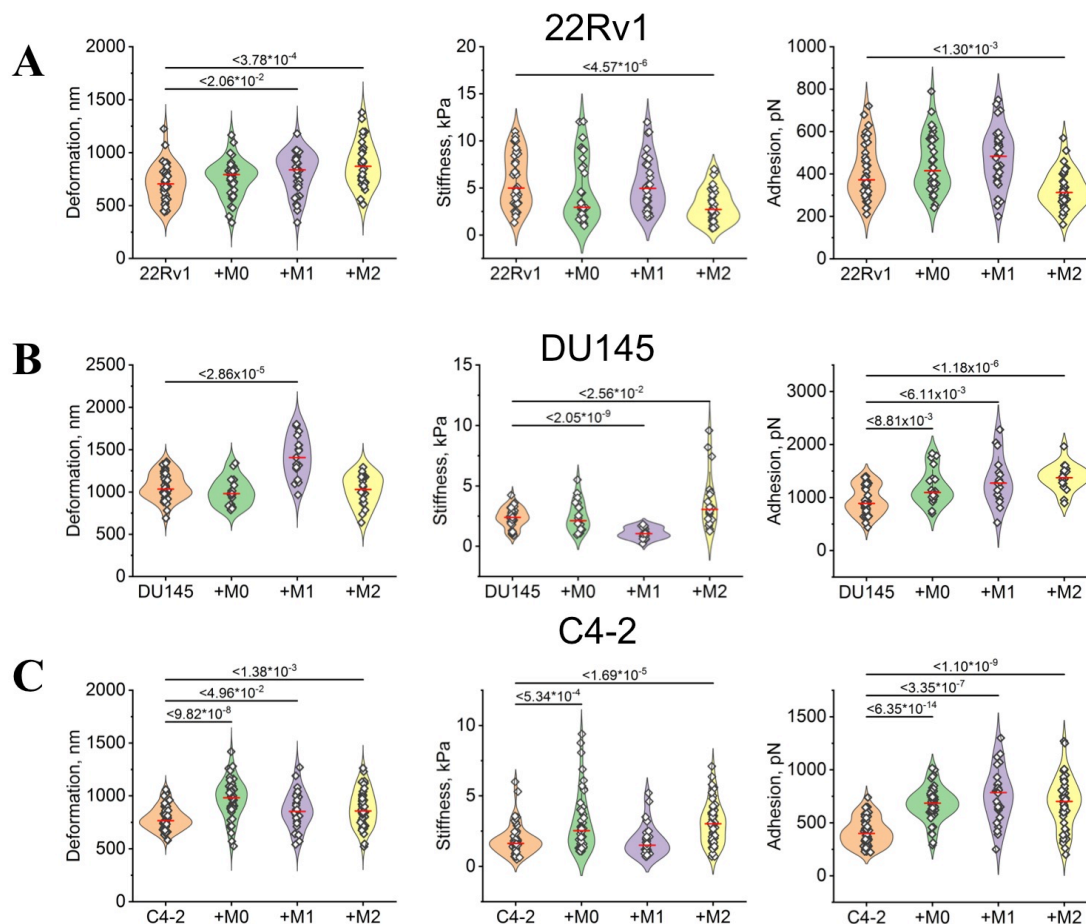 22Rv1
A
Deformation, nm
2000
1500
1000
500
0
<3.78*10⁻⁴
<2.06*10⁻²
22Rv1 +M0 +M1 +M2
Stiffness, kPa
20
15
10
5
0
<4.57*10⁻⁶
22Rv1 +M0 +M1 +M2
Adhesion, pN
1000
800
600
400
200
0
<1.30*10⁻³
22Rv1 +M0 +M1 +M2
DU145
B
Deformation, nm
2500
2000
1500
1000
500
0
<2.86x10⁻⁵
DU145 +M0 +M1 +M2
Stiffness, kPa
15
10
5
0
<2.56*10⁻²
<2.05*10⁻⁹
DU145 +M0 +M1 +M2
Adhesion, pN
3000
2000
1000
0
<1.18x10⁻⁶
<6.11x10⁻³
<8.81x10⁻³
DU145 +M0 +M1 +M2
C4-2
C
Deformation, nm
2000
1500
1000
500
0
<1.38*10⁻³
<4.96*10⁻²
<9.82*10⁻⁸
C4-2 +M0 +M1 +M2
Stiffness, kPa
10
5
0
<1.69*10⁻⁵
<5.34*10⁻⁴
C4-2 +M0 +M1 +M2
Adhesion, pN
1500
1000
500
0
<1.10*10⁻⁹
<3.35*10⁻⁷
<6.35*10⁻¹⁴
C4-2 +M0 +M1 +M2